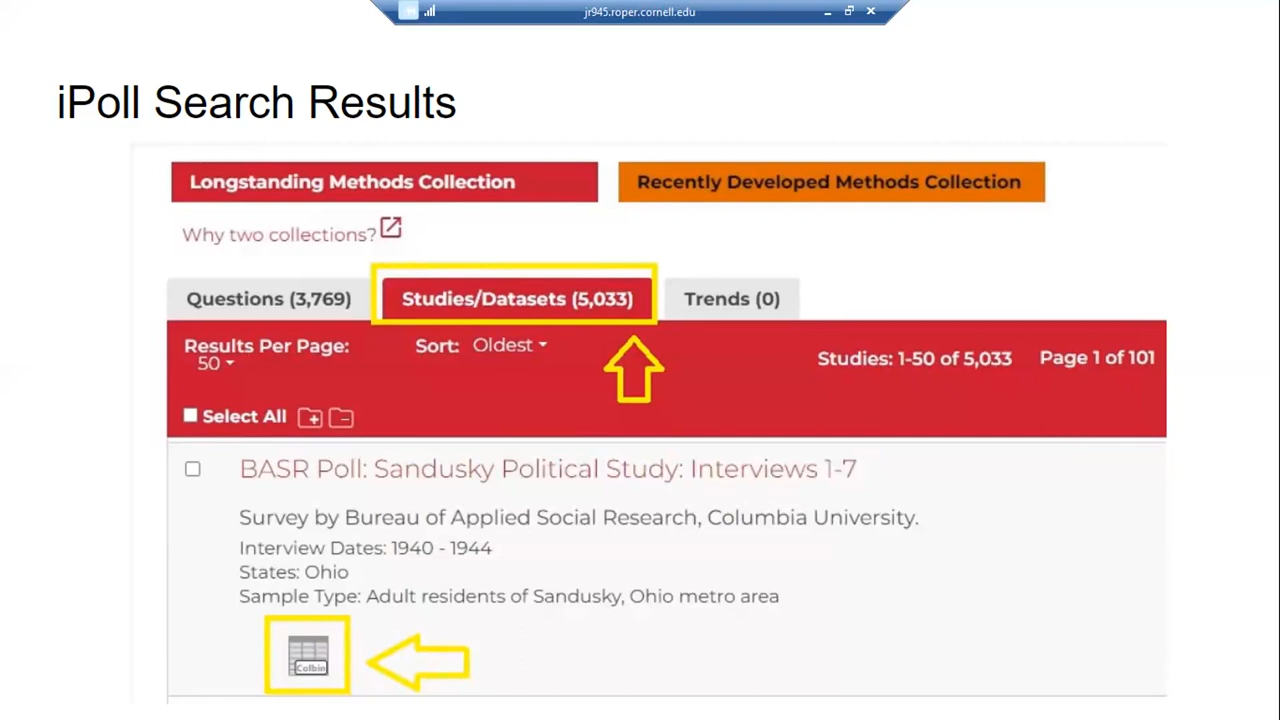 jr945.roper.cornell.edu
iPoll Search Results
Longstanding Methods Collection
Recently Developed Methods Collection
Why two collections?
Questions (3,769)
Studies/Datasets (5,033)
Trends (0)
Results Per Page:
50
Sort: Oldest
Studies: 1-50 of 5,033
Page 1 of 101
Select All
BASR Poll: Sandusky Political Study: Interviews 1-7
Survey by Bureau of Applied Social Research, Columbia University.
Interview Dates: 1940 - 1944
States: Ohio
Sample Type: Adult residents of Sandusky, Ohio metro area
Colbin